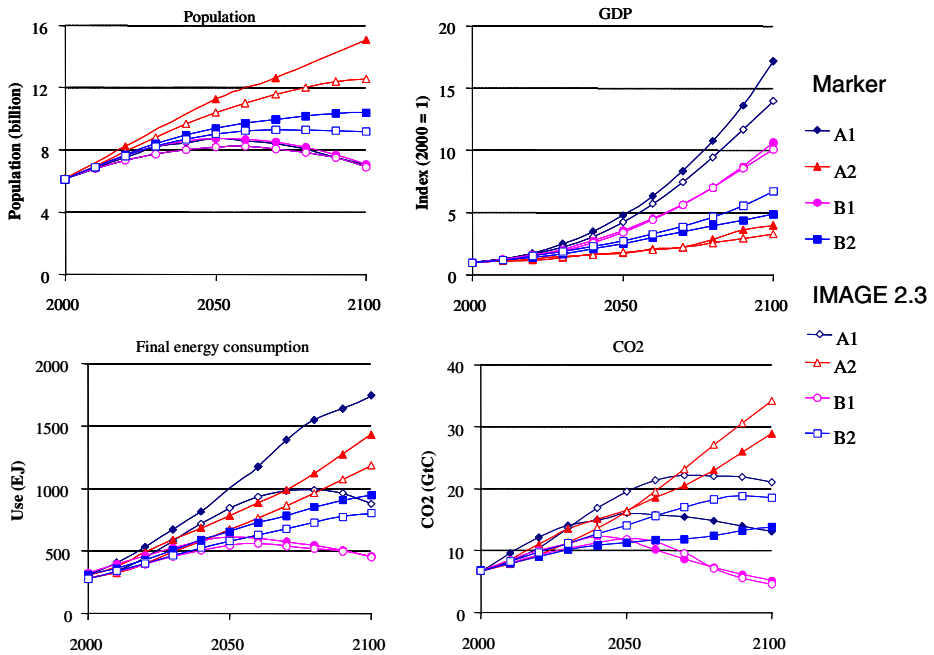 Population
16
12
8
4
0
Population (billion)
2000 2050 2100
GDP
20
15
10
5
0
Index (2000 = 1)
2000 2050 2100
Marker
A1
A2
B1
B2
IMAGE 2.3
A1
A2
B1
B2
Final energy consumption
2000
1500
1000
500
0
Use (EJ)
2000 2050 2100
CO2
40
30
20
10
0
CO2 (GtC)
2000 2050 2100